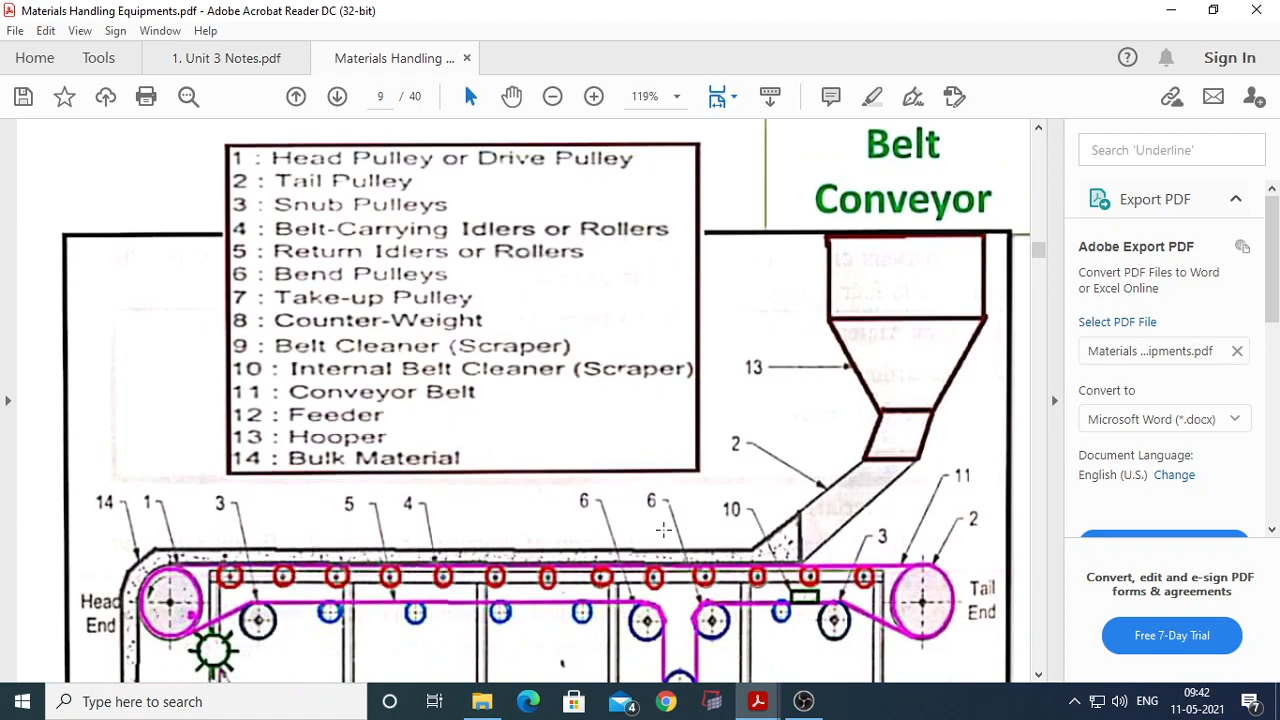 Materials Handling Equipments.pdf - Adobe Acrobat Reader DC (32-bit)
File Edit View Sign Window Help
Home Tools 1. Unit 3 Notes.pdf Materials Handling ... × Sign In
9 / 40 119%
1 : Head Pulley or Drive Pulley
2 : Tail Pulley
3 : Snub Pulleys
4 : Belt-Carrying Idlers or Rollers
5 : Return Idlers or Rollers
6 : Bend Pulleys
7 : Take-up Pulley
8 : Counter-Weight
9 : Belt Cleaner (Scraper)
10 : Internal Belt Cleaner (Scraper)
11 : Conveyor Belt
12 : Feeder
13 : Hooper
14 : Bulk Material
Belt
Conveyor
13
2
14 1 3 5 4 6 6 10 11 2 3
Head
End
Tail
End
Search 'Underline'
Export PDF
Adobe Export PDF
Convert PDF Files to Word
or Excel Online
Select PDF File
Materials ...ipments.pdf
Convert to
Microsoft Word (*.docx)
Document Language:
English (U.S.) Change
Convert, edit and e-sign PDF
forms & agreements
Free 7-Day Trial
Type here to search
4
ENG
09:42
11-05-2021
7